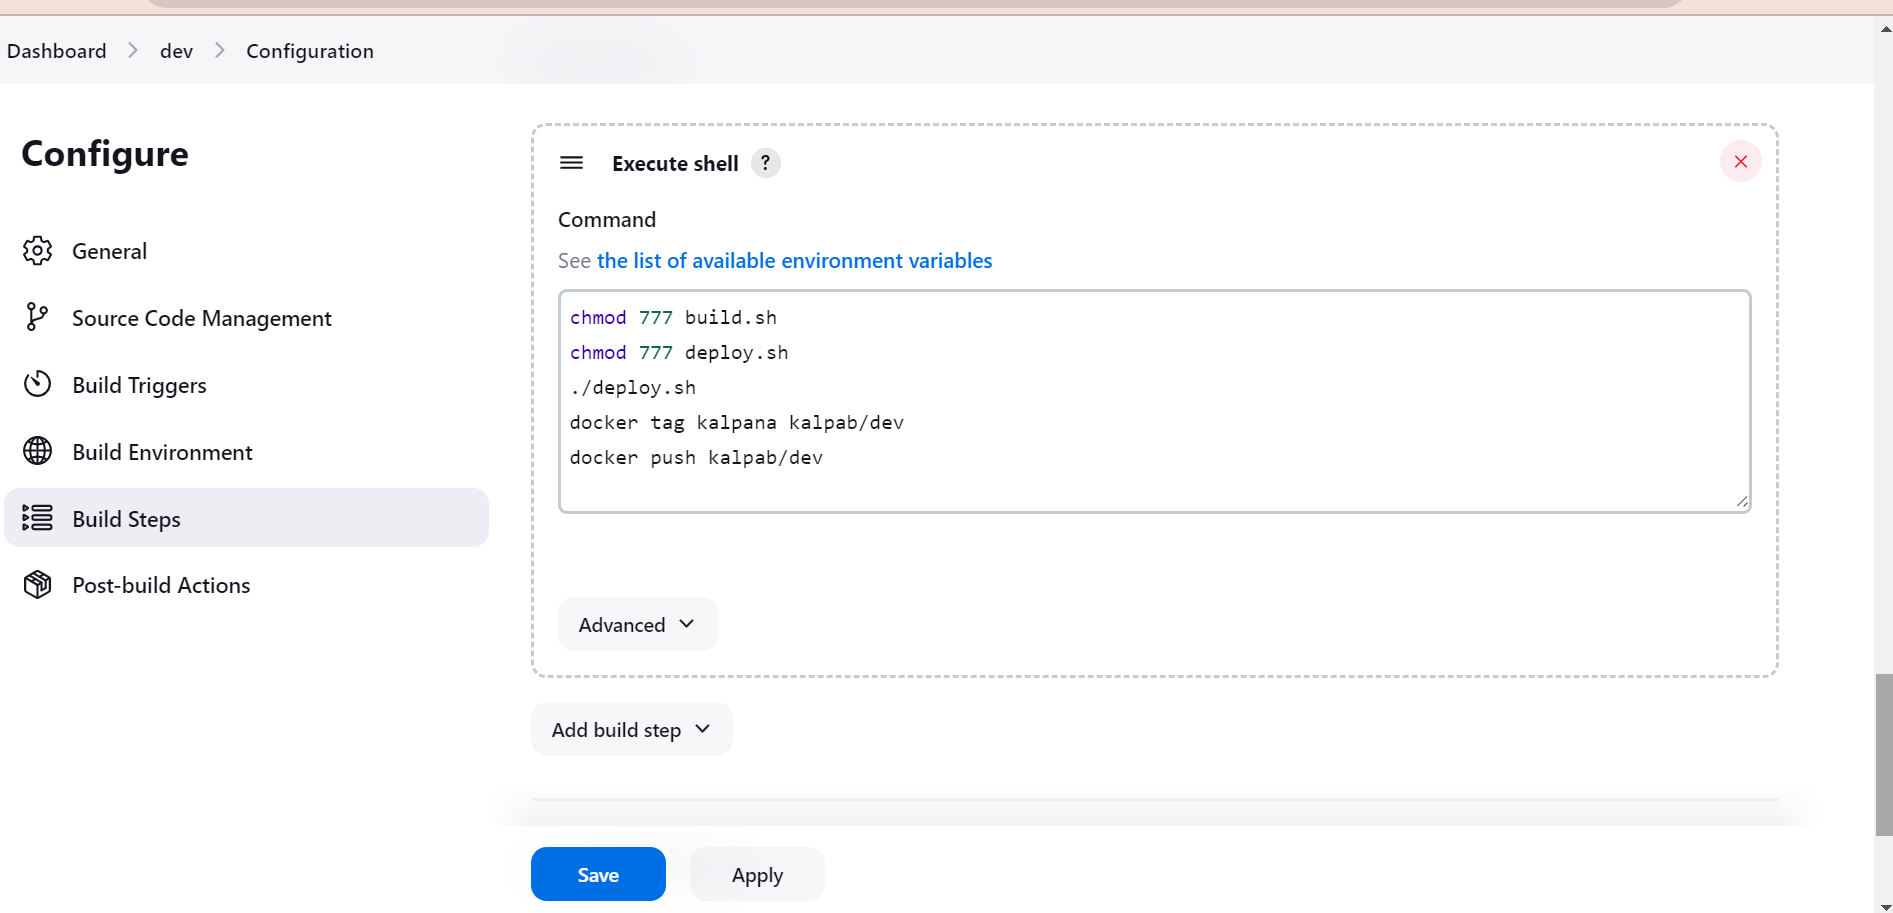 Dashboard > dev > Configuration
Configure
General
Source Code Management
Build Triggers
Build Environment
Build Steps
Post-build Actions
Execute shell ?
Command
See the list of available environment variables
chmod 777 build.sh
chmod 777 deploy.sh
./deploy.sh
docker tag kalpana kalpab/dev
docker push kalpab/dev
Advanced
Add build step
Save Apply